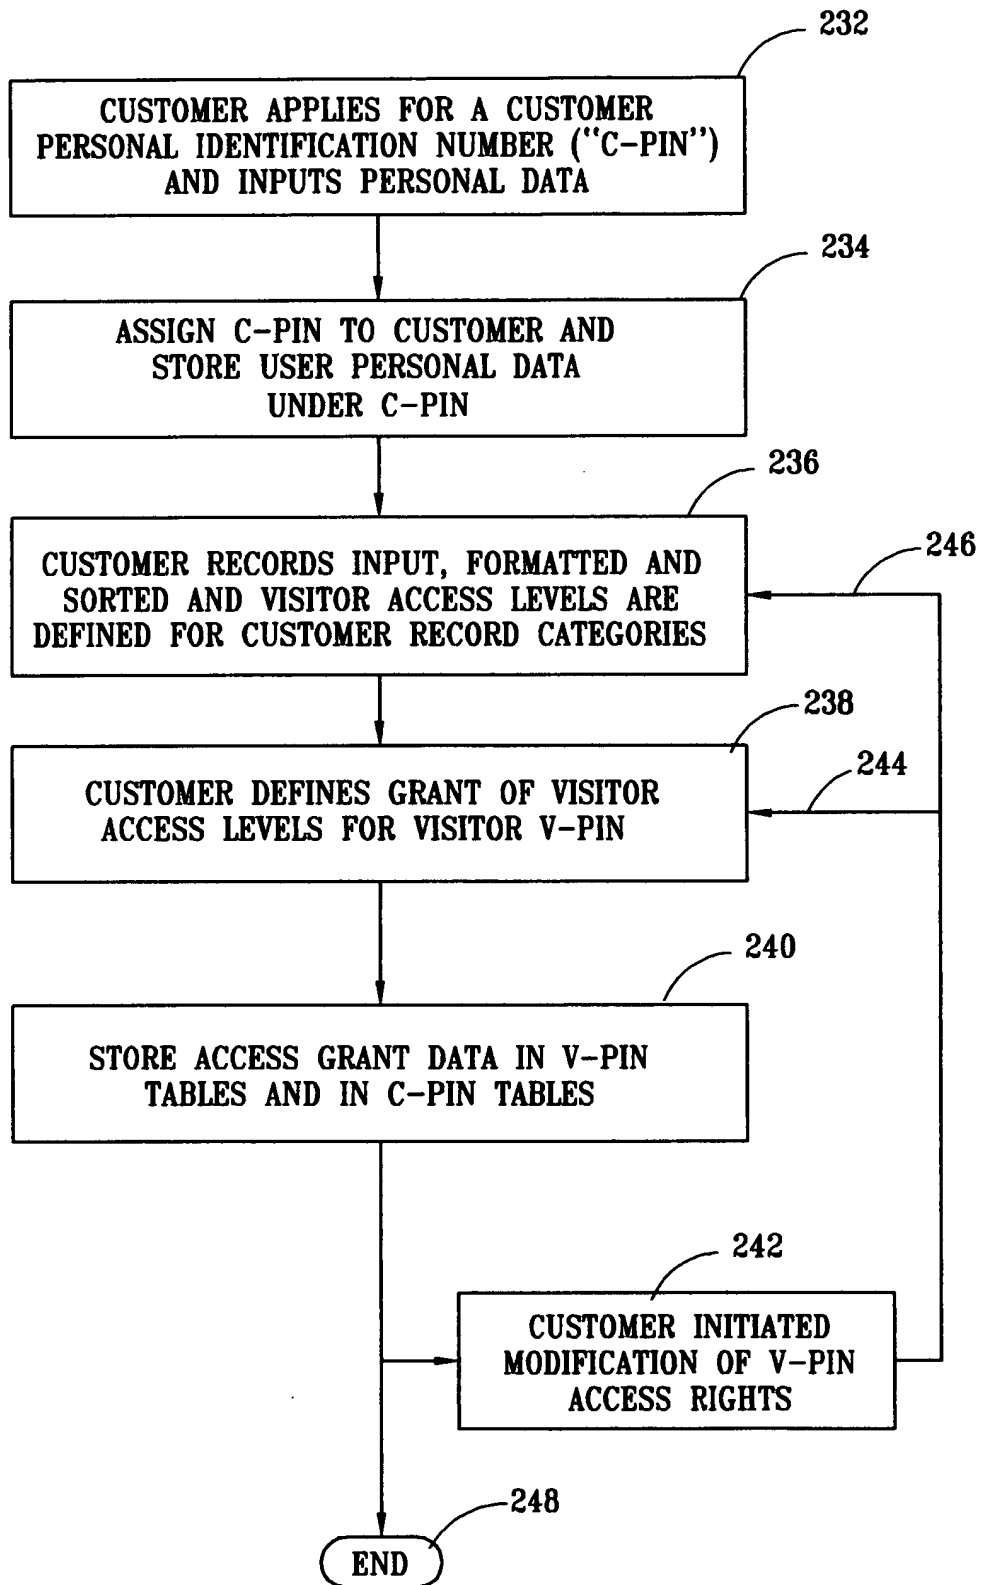 232
CUSTOMER APPLIES FOR A CUSTOMER
PERSONAL IDENTIFICATION NUMBER ("C-PIN")
AND INPUTS PERSONAL DATA
234
ASSIGN C-PIN TO CUSTOMER AND
STORE USER PERSONAL DATA
UNDER C-PIN
236
246
CUSTOMER RECORDS INPUT, FORMATTED AND
SORTED AND VISITOR ACCESS LEVELS ARE
DEFINED FOR CUSTOMER RECORD CATEGORIES
238
244
CUSTOMER DEFINES GRANT OF VISITOR
ACCESS LEVELS FOR VISITOR V-PIN
240
STORE ACCESS GRANT DATA IN V-PIN
TABLES AND IN C-PIN TABLES
242
CUSTOMER INITIATED
MODIFICATION OF V-PIN
ACCESS RIGHTS
248
END